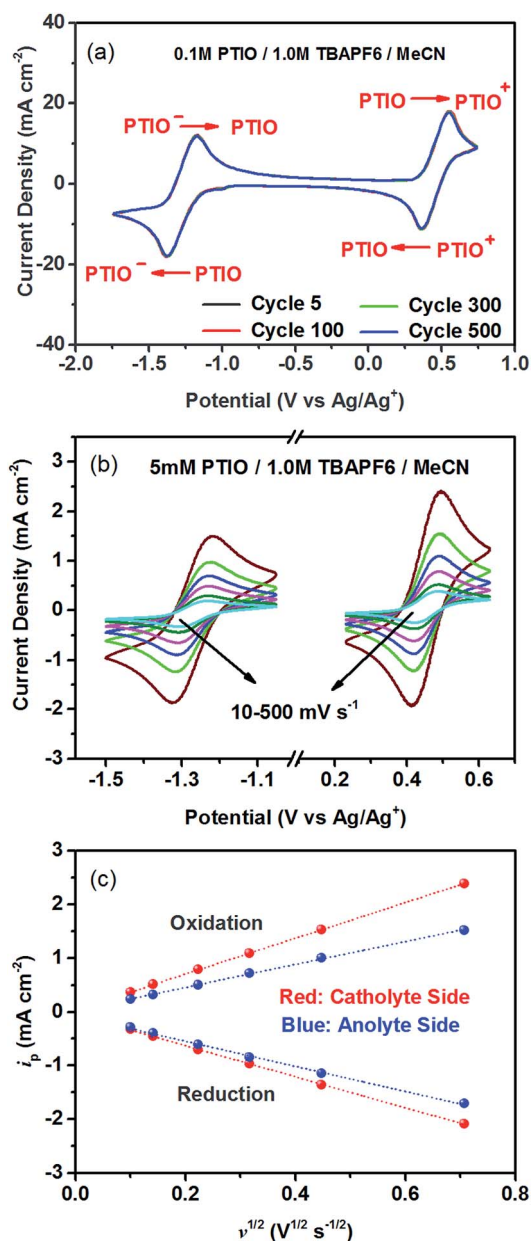 (a)
0.1M PTIO / 1.0M TBAPF6 / MeCN
PTIO⁻ → PTIO
PTIO → PTIO⁺
PTIO⁻ ← PTIO
PTIO ← PTIO⁺
Cycle 5
Cycle 300
Cycle 100
Cycle 500
Current Density (mA cm⁻²)
40
20
0
-20
-40
-2.0 -1.5 -1.0 -0.5 0.0 0.5 1.0
Potential (V vs Ag/Ag⁺)
(b)
5mM PTIO / 1.0M TBAPF6 / MeCN
10-500 mV s⁻¹
Current Density (mA cm⁻²)
3
2
1
0
-1
-2
-3
-1.5 -1.3 -1.1 0.2 0.4 0.6
Potential (V vs Ag/Ag⁺)
(c)
Oxidation
Red: Catholyte Side
Blue: Anolyte Side
Reduction
iₚ (mA cm⁻²)
3
2
1
0
-1
-2
-3
0.0 0.2 0.4 0.6 0.8
ν¹/² (V¹/² s⁻¹/²)